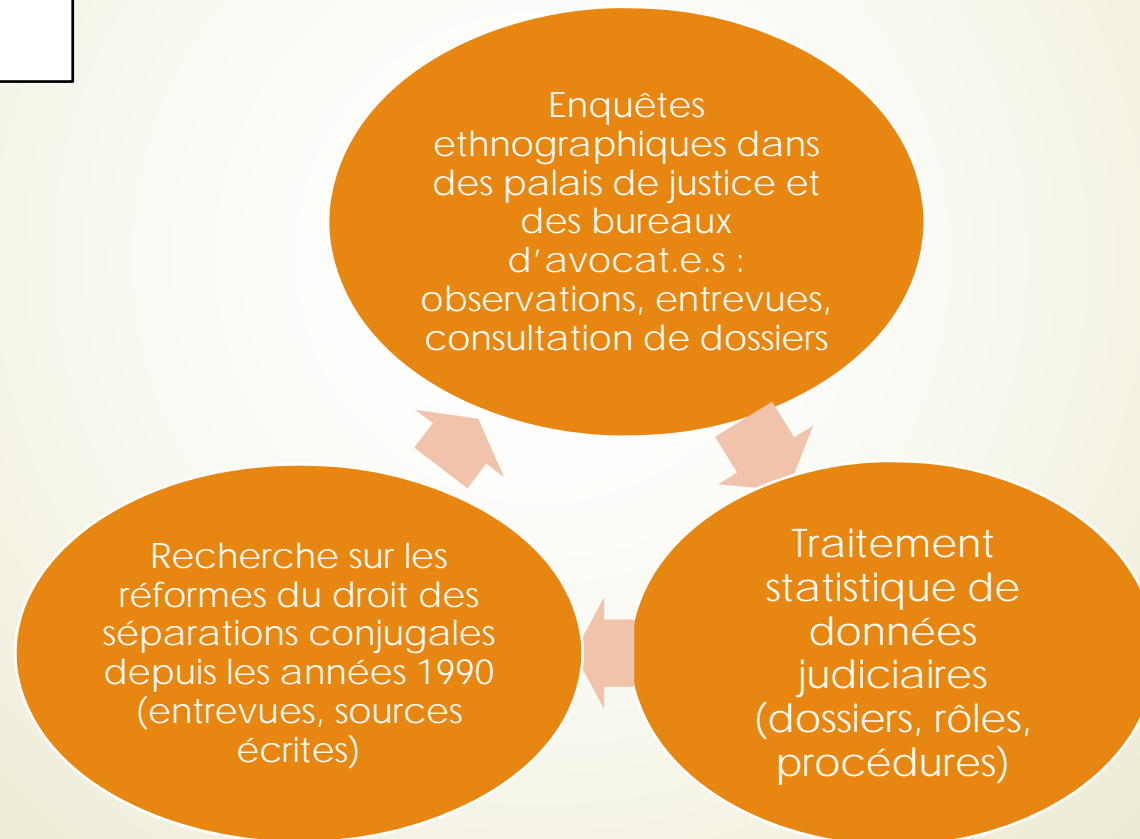 Enquêtes
ethnographiques dans
des palais de justice et
des bureaux
d’avocat.e.s :
observations, entrevues,
consultation de dossiers
Traitement
statistique de
données
judiciaires
(dossiers, rôles,
procédures)
Recherche sur les
réformes du droit des
séparations conjugales
depuis les années 1990
(entrevues, sources
écrites)